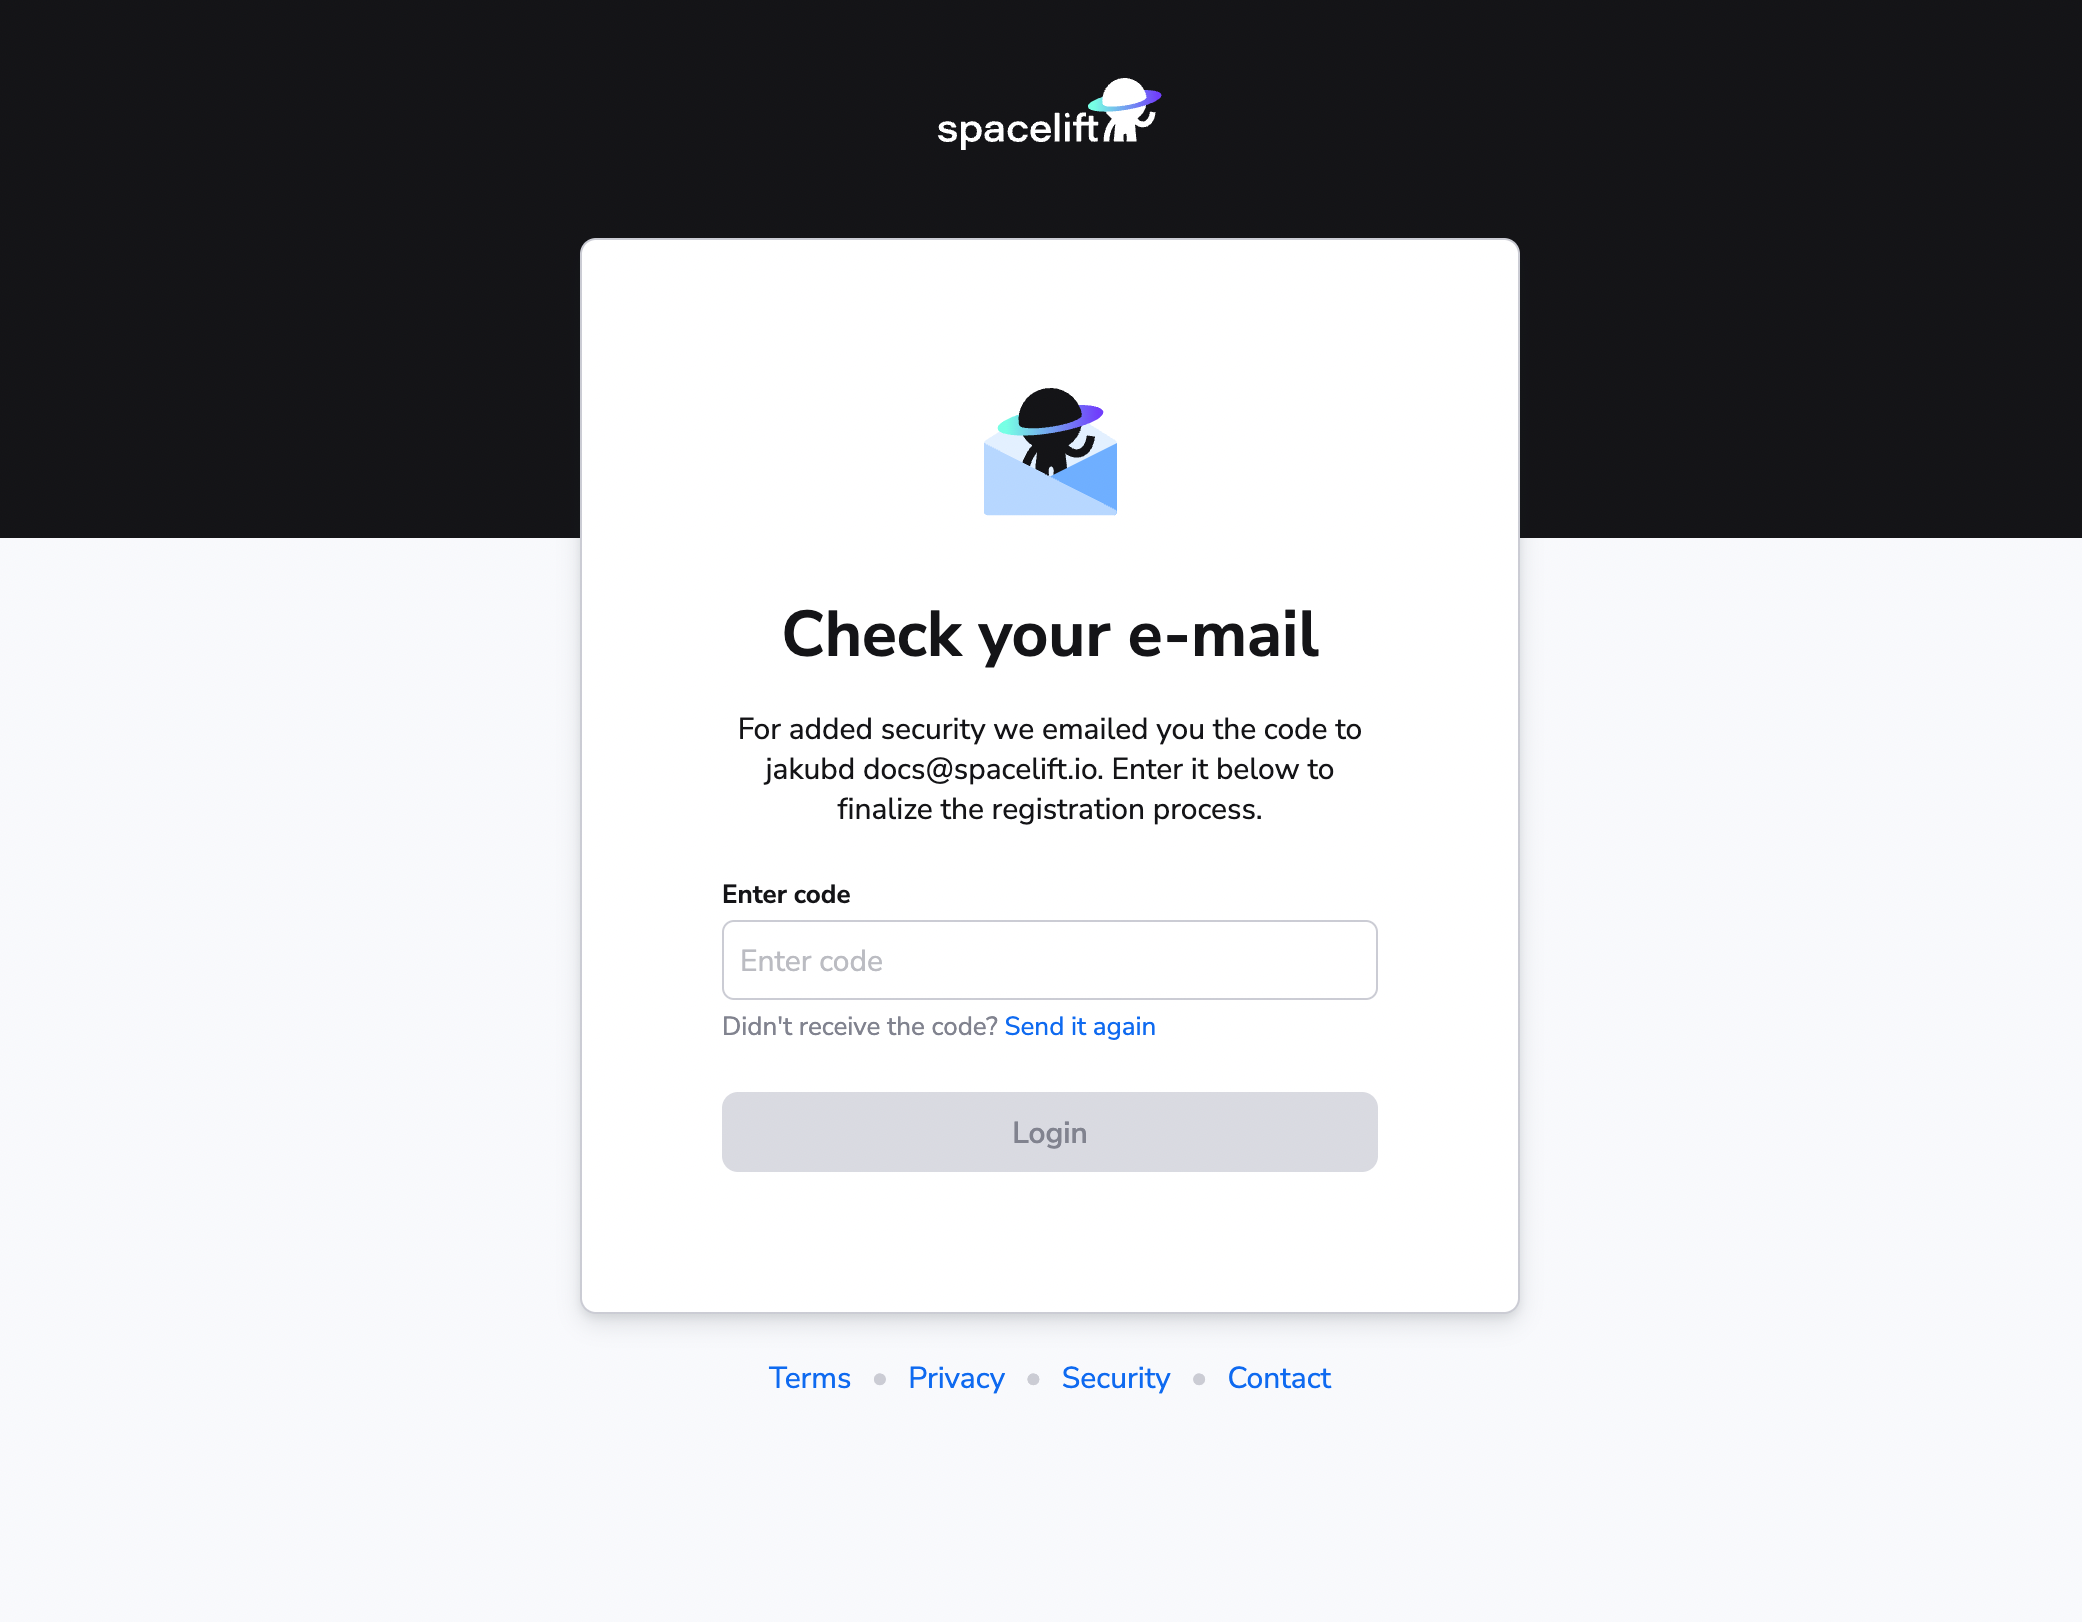 spacelift
Check your e-mail
For added security we emailed you the code to
jakubd docs@spacelift.io. Enter it below to
finalize the registration process.
Enter code
Enter code
Didn't receive the code? Send it again
Login
Terms • Privacy • Security • Contact